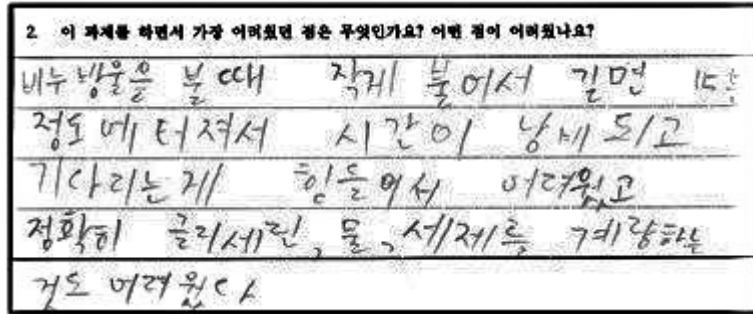 2 이 과제를 하면서 가장 어려웠던 점은 무엇인가요? 어떤 점이 어려웠나요?
비누방울을 불 때 작게 불어서 길면 15초
정도에 터져서 시간이 낭비되고
기다리는게 힘들어서 어려웠고
정확히 글리세린, 물, 세제를 계량하는
것도 어려웠다